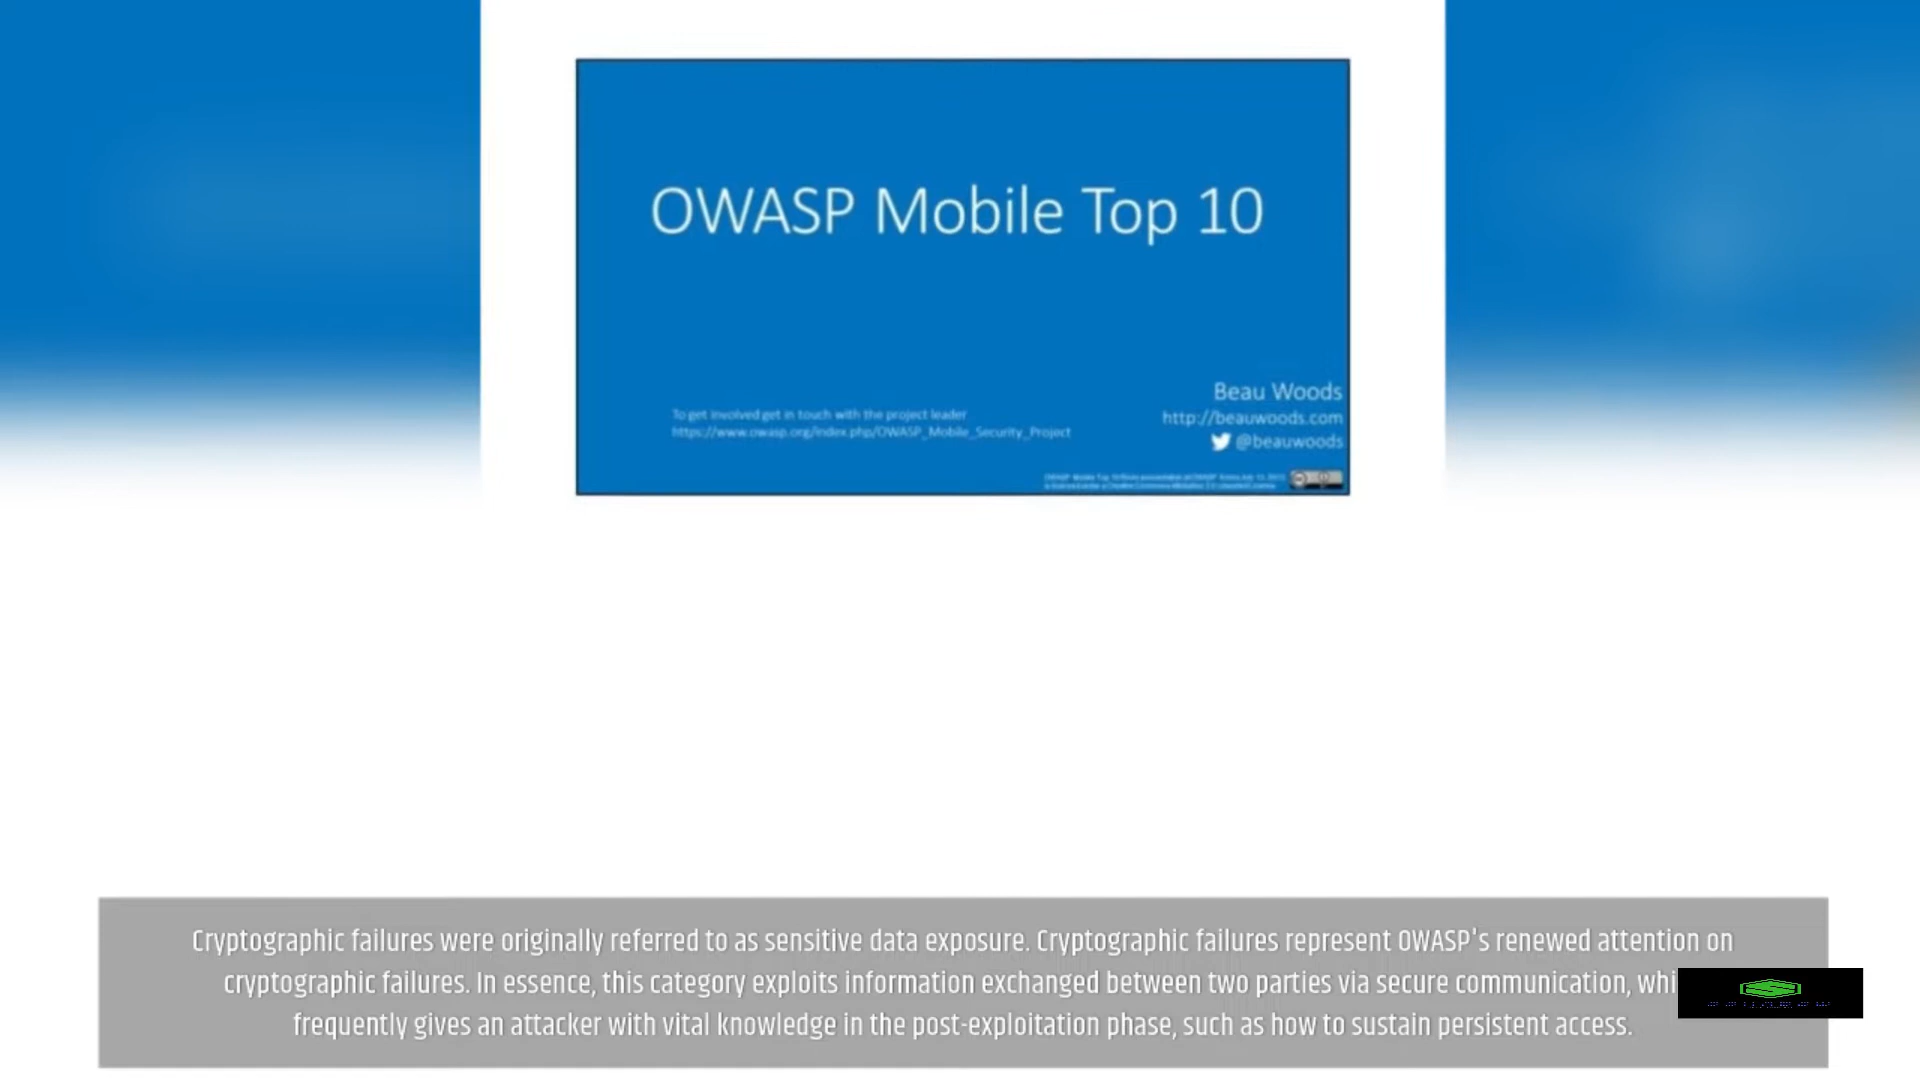 OWASP Mobile Top 10
Beau Woods
http://beauwoods.com
@beauwoods
To get involved get in touch with the project leader
https://www.owasp.org/index.php/OWASP_Mobile_Security_Project
Cryptographic failures were originally referred to as sensitive data exposure. Cryptographic failures represent OWASP's renewed attention on
cryptographic failures. In essence, this category exploits information exchanged between two parties via secure communication, whi
frequently gives an attacker with vital knowledge in the post-exploitation phase, such as how to sustain persistent access.